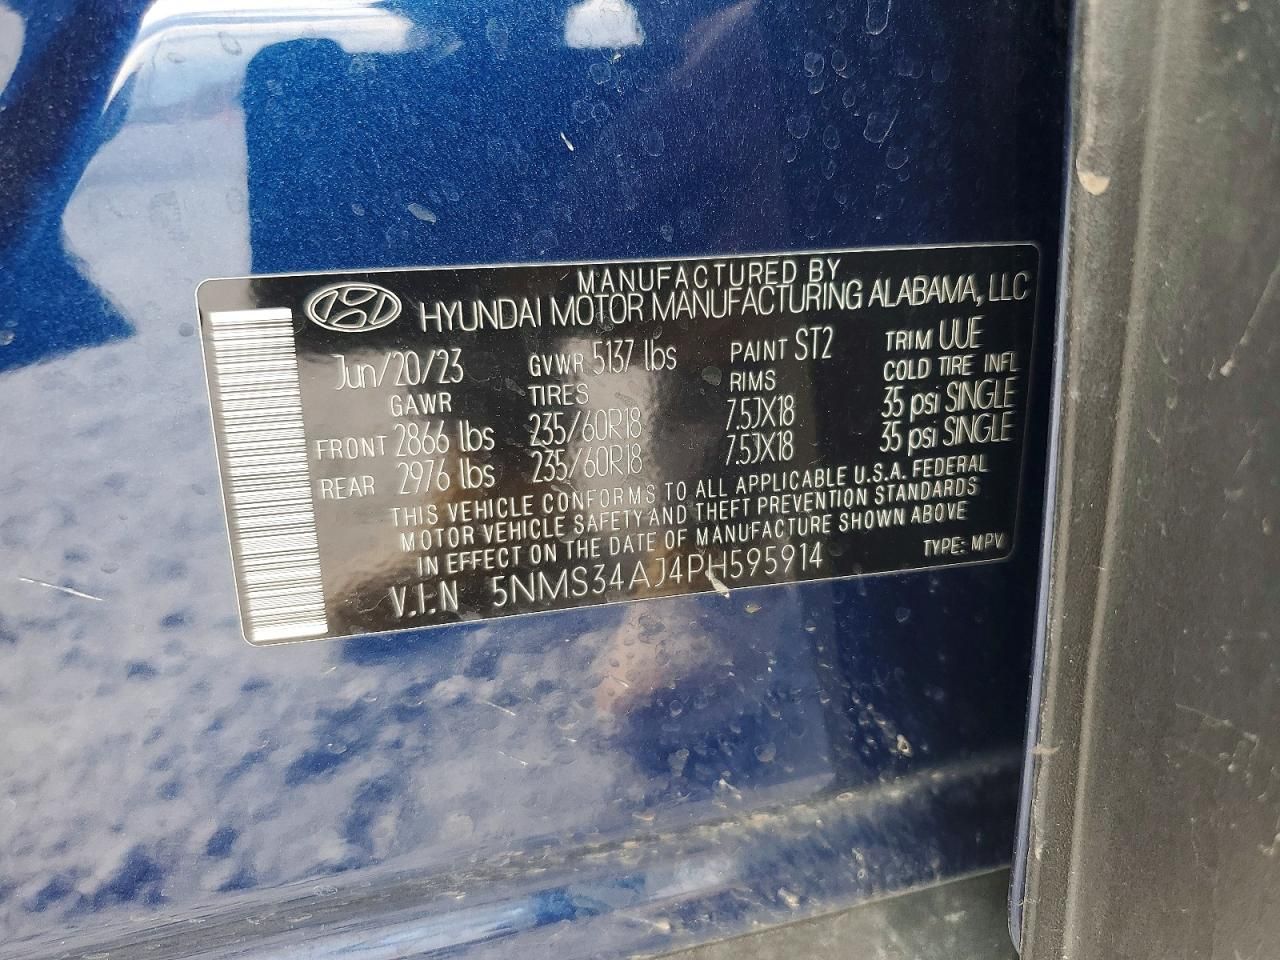 MANUFACTURED BY
HYUNDAI MOTOR MANUFACTURING ALABAMA, LLC
Jun/20/23 GVWR 5137 lbs PAINT ST2 TRIM UUE
GAWR TIRES RIMS COLD TIRE INFL
FRONT 2866 lbs 235/60R18 7.5JX18 35 psi SINGLE
REAR 2976 lbs 235/60R18 7.5JX18 35 psi SINGLE
THIS VEHICLE CONFORMS TO ALL APPLICABLE U.S.A. FEDERAL
MOTOR VEHICLE SAFETY AND THEFT PREVENTION STANDARDS
IN EFFECT ON THE DATE OF MANUFACTURE SHOWN ABOVE
V.I.N 5NMS34AJ4PH595914 TYPE: MPV